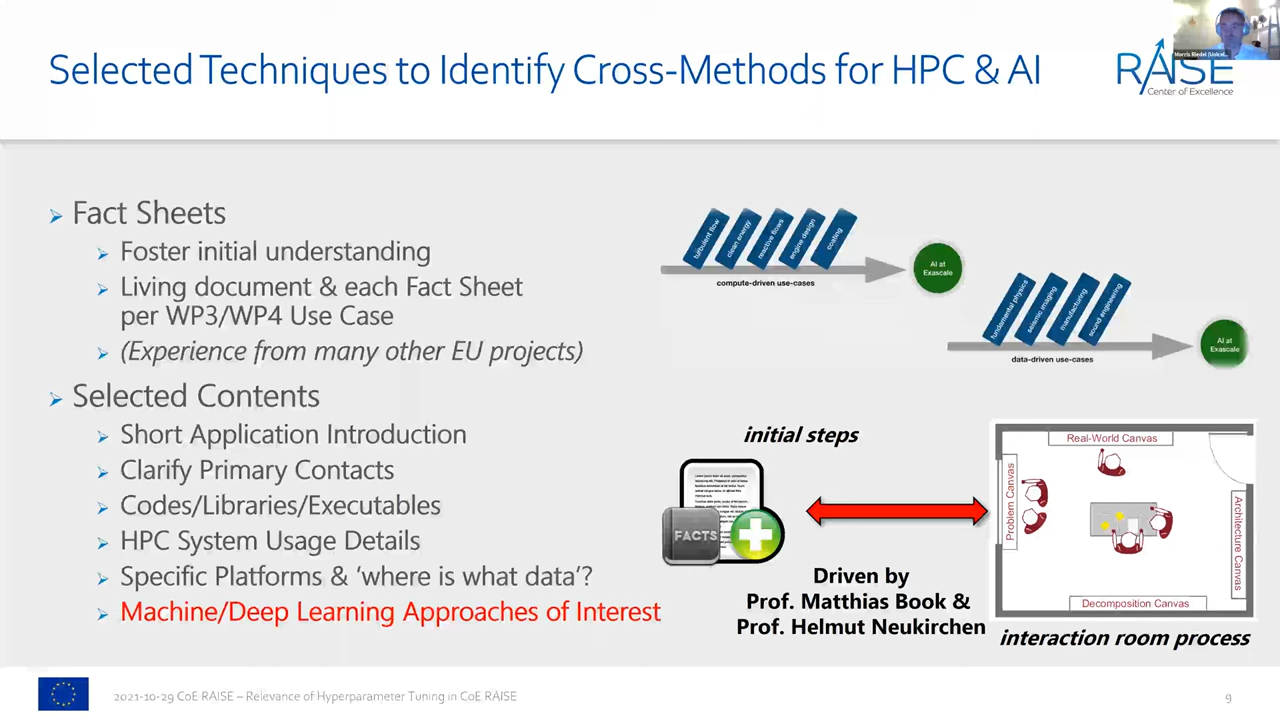 Selected Techniques to Identify Cross-Methods for HPC & AI
RAISE
Center of Excellence
Fact Sheets
Foster initial understanding
Living document & each Fact Sheet
per WP3/WP4 Use Case
(Experience from many other EU projects)
Selected Contents
Short Application Introduction
Clarify Primary Contacts
Codes/Libraries/Executables
HPC System Usage Details
Specific Platforms & ‘where is what data’?
Machine/Deep Learning Approaches of Interest
turbulent flow
clean energy
reactive flows
engine design
coating
compute-driven use-cases
AI at
Exascale
fundamental physics
seismic imaging
manufacturing
sound engineering
data-driven use-cases
AI at
Exascale
initial steps
FACTS
Driven by
Prof. Matthias Book &
Prof. Helmut Neukirchen
Real-World Canvas
Problem Canvas
Architecture Canvas
Decomposition Canvas
interaction room process
2021-10-29 CoE RAISE – Relevance of Hyperparameter Tuning in CoE RAISE
9